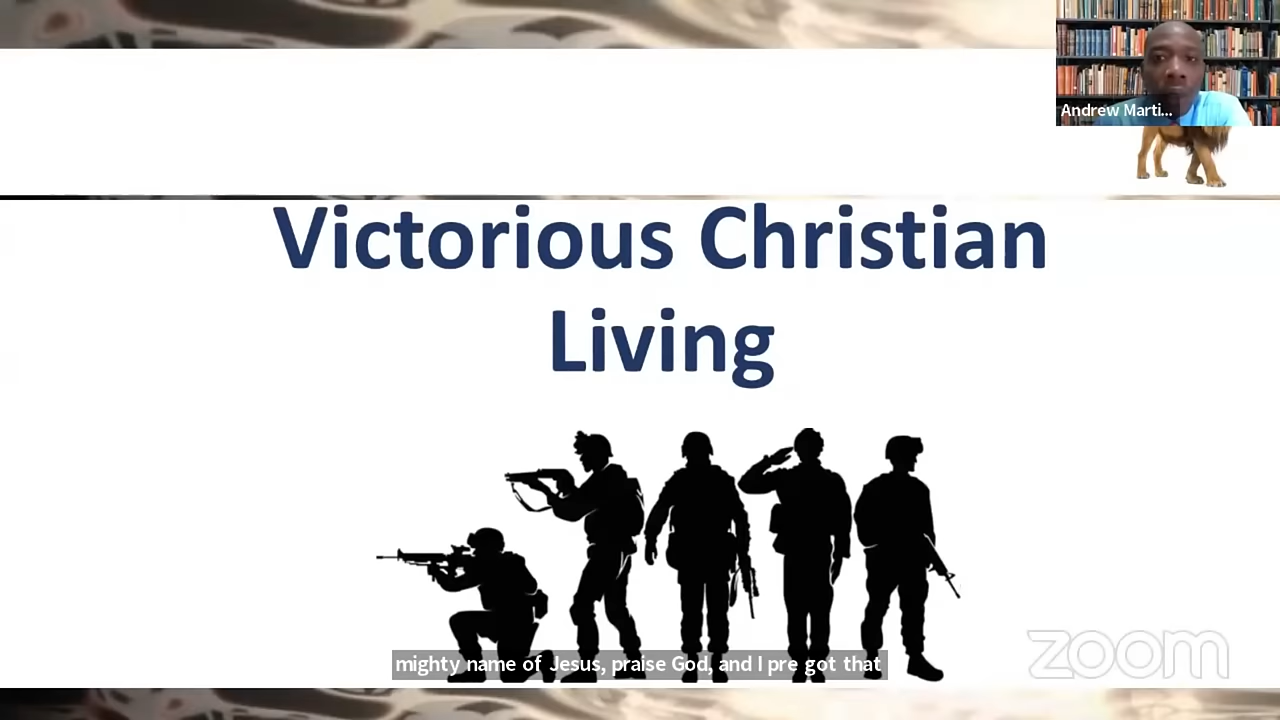 Andrew Marti...
Victorious Christian
Living
mighty name of Jesus, praise God, and I pre got that
zoom